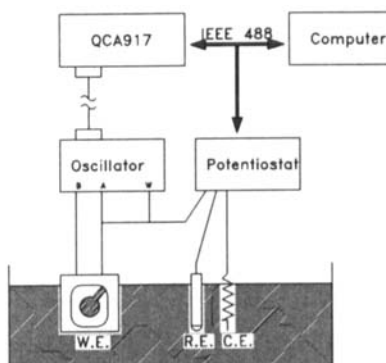 QCA917
IEEE 488
Computer
Oscillator
B A W
Potentiostat
W.E.
R.E.
C.E.